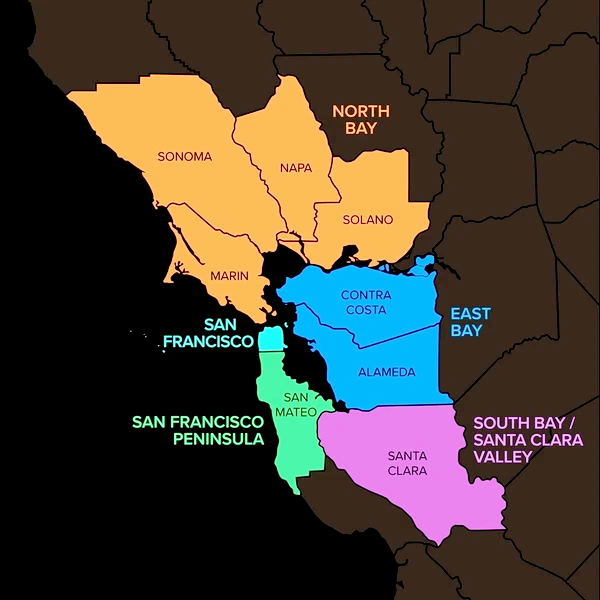 NORTH
BAY
SONOMA
NAPA
SOLANO
MARIN
CONTRA
COSTA
EAST
BAY
SAN
FRANCISCO
ALAMEDA
SAN
MATEO
SAN FRANCISCO
PENINSULA
SOUTH BAY /
SANTA CLARA
VALLEY
SANTA
CLARA